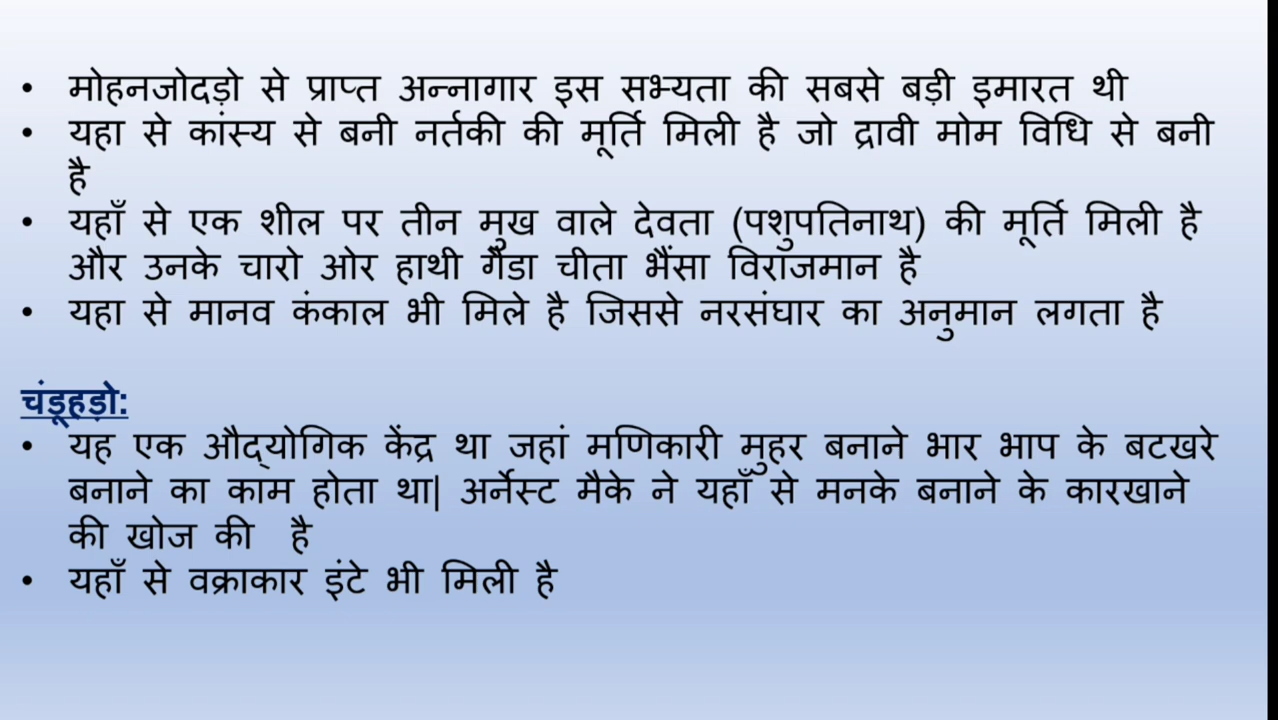 • मोहनजोदड़ो से प्राप्त अन्नागार इस सभ्यता की सबसे बड़ी इमारत थी
• यहा से कांस्य से बनी नर्तकी की मूर्ति मिली है जो द्रावी मोम विधि से बनी
है
• यहाँ से एक शील पर तीन मुख वाले देवता (पशुपतिनाथ) की मूर्ति मिली है
और उनके चारो ओर हाथी गैंडा चीता भैंसा विराजमान है
• यहा से मानव कंकाल भी मिले है जिससे नरसंघार का अनुमान लगता है
चंडूहड़ो:
• यह एक औद्योगिक केंद्र था जहां मणिकारी मुहर बनाने भार भाप के बटखरे
बनाने का काम होता था| अर्नेस्ट मैके ने यहाँ से मनके बनाने के कारखाने
की खोज की है
• यहाँ से वक्राकार इंटे भी मिली है